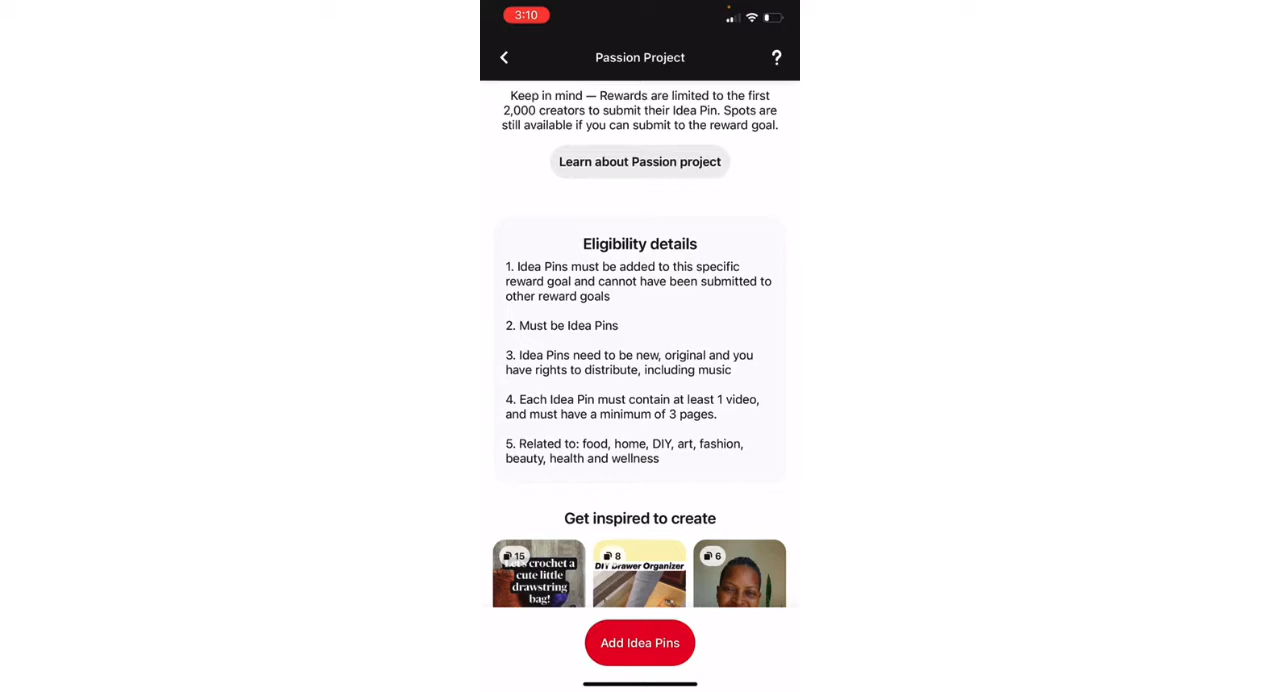 3:10
Passion Project
?
Keep in mind — Rewards are limited to the first
2,000 creators to submit their Idea Pin. Spots are
still available if you can submit to the reward goal.
Learn about Passion project
Eligibility details
1. Idea Pins must be added to this specific
reward goal and cannot have been submitted to
other reward goals
2. Must be Idea Pins
3. Idea Pins need to be new, original and you
have rights to distribute, including music
4. Each Idea Pin must contain at least 1 video,
and must have a minimum of 3 pages.
5. Related to: food, home, DIY, art, fashion,
beauty, health and wellness
Get inspired to create
15
Let's crochet a
cute little
drawstring
bag!
8
DIY Drawer Organizer
6
Add Idea Pins